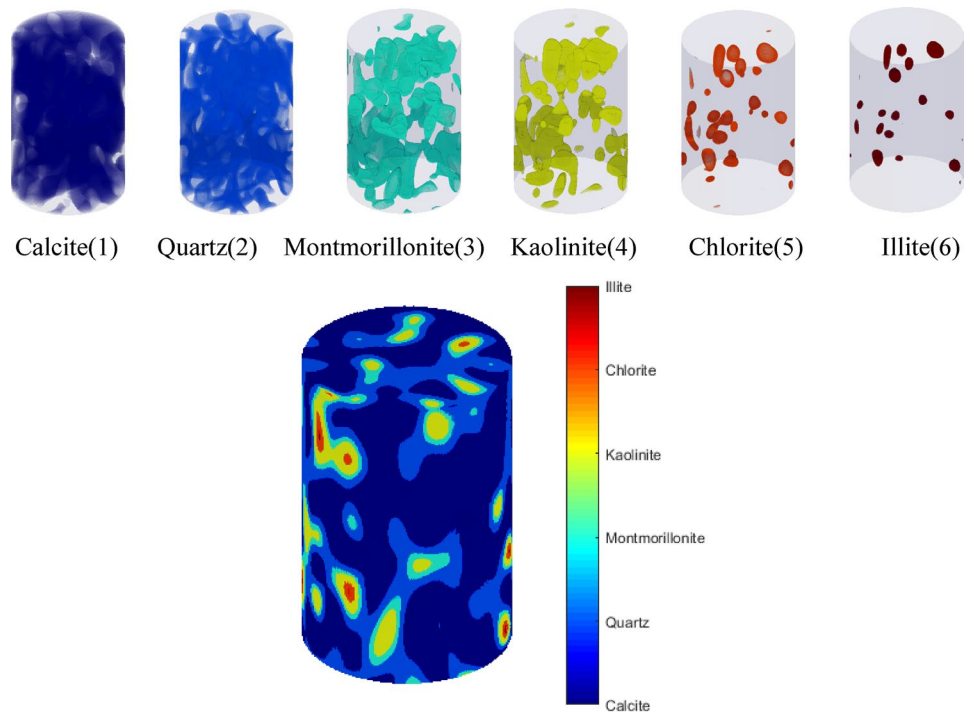 Calcite(1) Quartz(2) Montmorillonite(3) Kaolinite(4) Chlorite(5) Illite(6)
Illite
Chlorite
Kaolinite
Montmorillonite
Quartz
Calcite